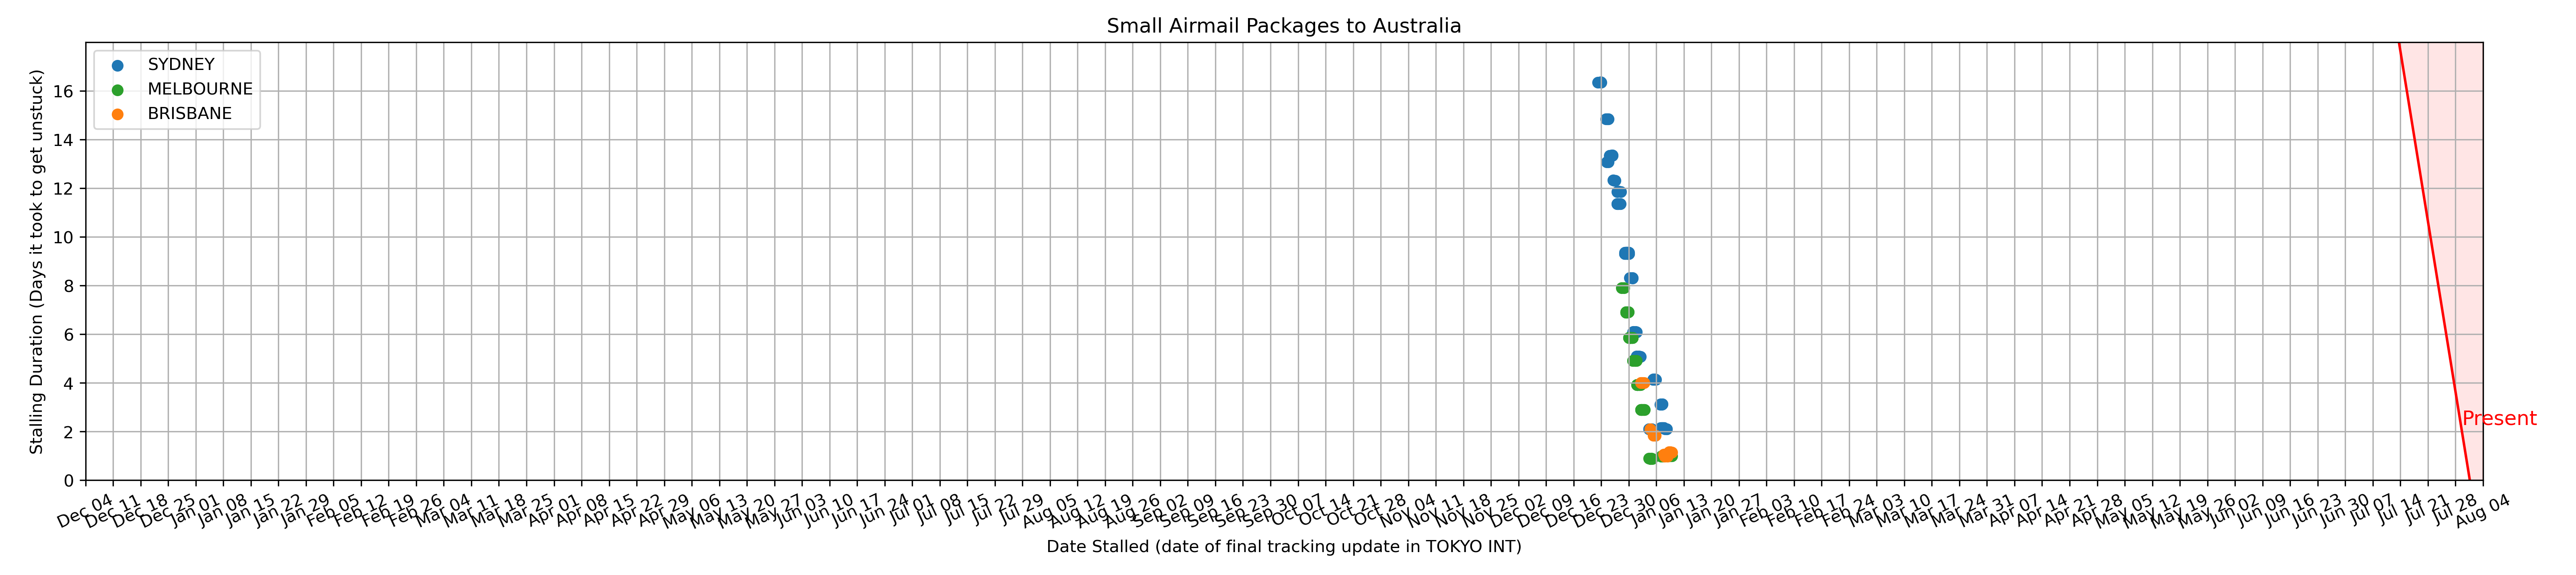 Small Airmail Packages to Australia
SYDNEY
MELBOURNE
BRISBANE
Stalling Duration (Days it took to get unstuck)
16
14
12
10
8
6
4
2
0
Present
Dec 04
Dec 11
Dec 18
Dec 25
Jan 01
Jan 08
Jan 15
Jan 22
Jan 29
Feb 05
Feb 12
Feb 19
Feb 26
Mar 04
Mar 11
Mar 18
Mar 25
Apr 01
Apr 08
Apr 15
Apr 22
Apr 29
May 06
May 13
May 20
May 27
Jun 03
Jun 10
Jun 17
Jun 24
Jul 01
Jul 08
Jul 15
Jul 22
Jul 29
Aug 05
Aug 12
Aug 19
Aug 26
Sep 02
Sep 09
Sep 16
Sep 23
Sep 30
Oct 07
Oct 14
Oct 21
Oct 28
Nov 04
Nov 11
Nov 18
Nov 25
Dec 02
Dec 09
Dec 16
Dec 23
Dec 30
Jan 06
Jan 13
Jan 20
Jan 27
Feb 03
Feb 10
Feb 17
Feb 24
Mar 03
Mar 10
Mar 17
Mar 24
Mar 31
Apr 07
Apr 14
Apr 21
Apr 28
May 05
May 12
May 19
May 26
Jun 02
Jun 09
Jun 16
Jun 23
Jun 30
Jul 07
Jul 14
Jul 21
Jul 28
Aug 04
Date Stalled (date of final tracking update in TOKYO INT)